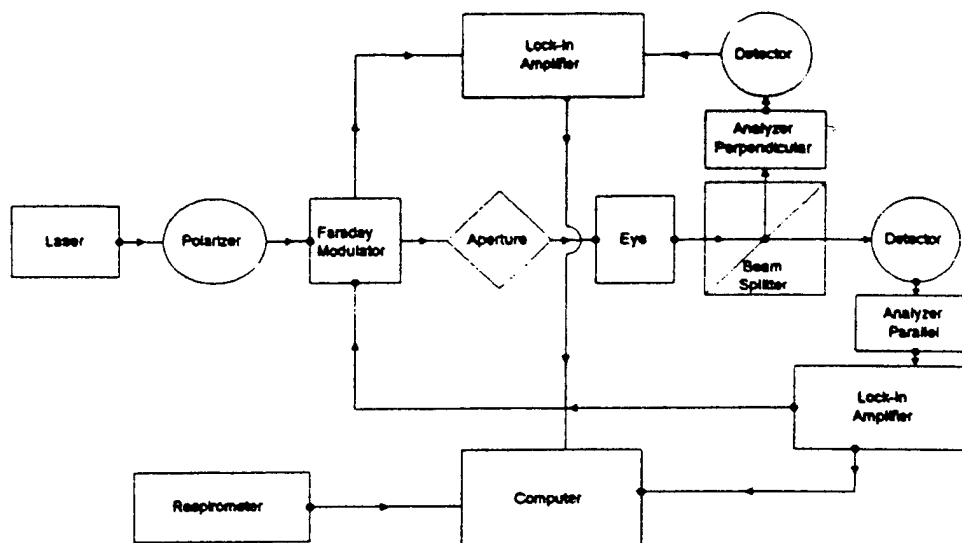 Lock-In
Amplifier
Detector
Analyzer
Perpendicular
Laser
Polarizer
Faraday
Modulator
Aperture
Eye
Beam
Splitter
Detector
Analyzer
Parallel
Lock-In
Amplifier
Respirometer
Computer